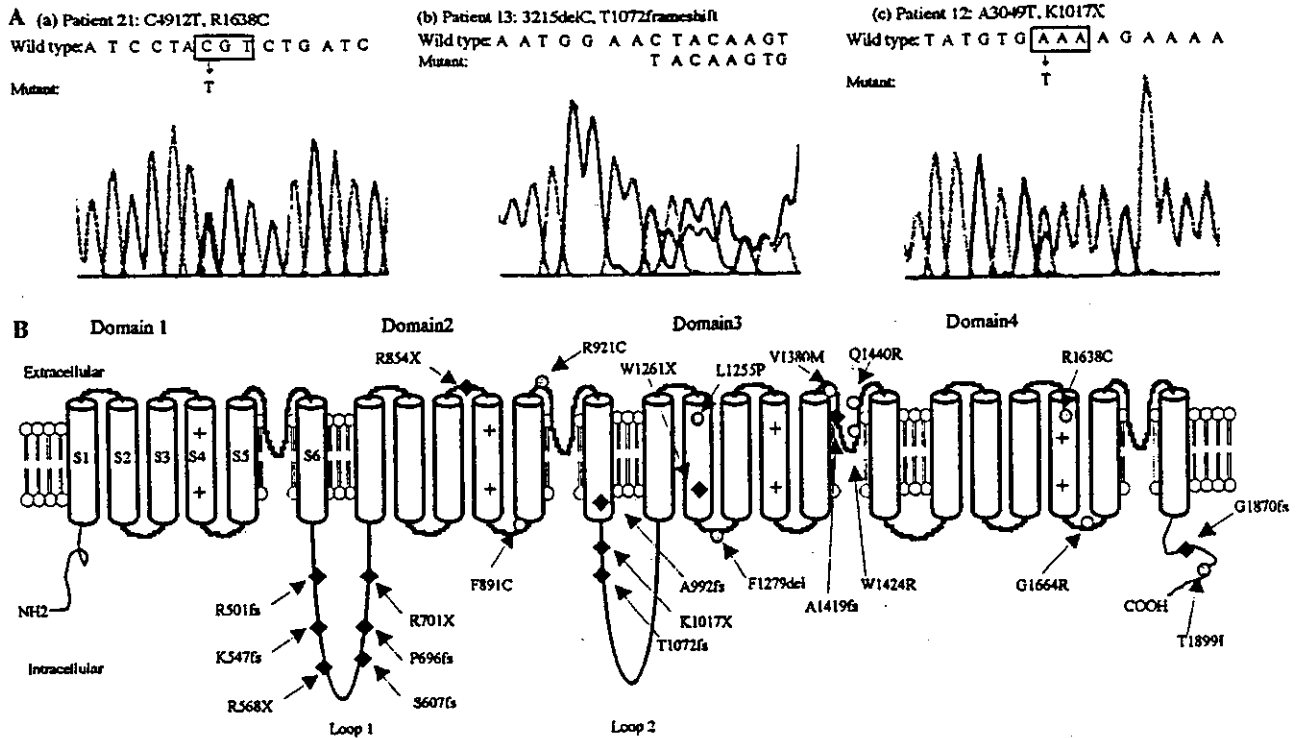 A
(a) Patient 21: C4912T, R1638C
Wild type: A T C C T A C G T C T G A T C
T
Mutant:
(b) Patient 13: 3215delC, T1072frameshift
Wild type: A A T G G A A C T A C A A G T
Mutant: T A C A A G T G
(c) Patient 12: A3049T, K1017X
Wild type: T A T G T G A A A A G A A A A
T
Mutant:
B
Domain 1
Domain2
Domain3
Domain4
Extracellular
R854X
R921C
W1261X
L1255P
V1380M
Q1440R
R1638C
S1
S2
S3
+
S4
+
S5
S6
+
+
+
+
+
+
NH2
F891C
A992fs
F1279del
A1419fs
W1424R
G1664R
G1870fs
COOH
T1899I
R501fs
R701X
K1017X
K547fs
P696fs
T1072fs
Intracellular
R568X
S607fs
Loop 1
Loop 2